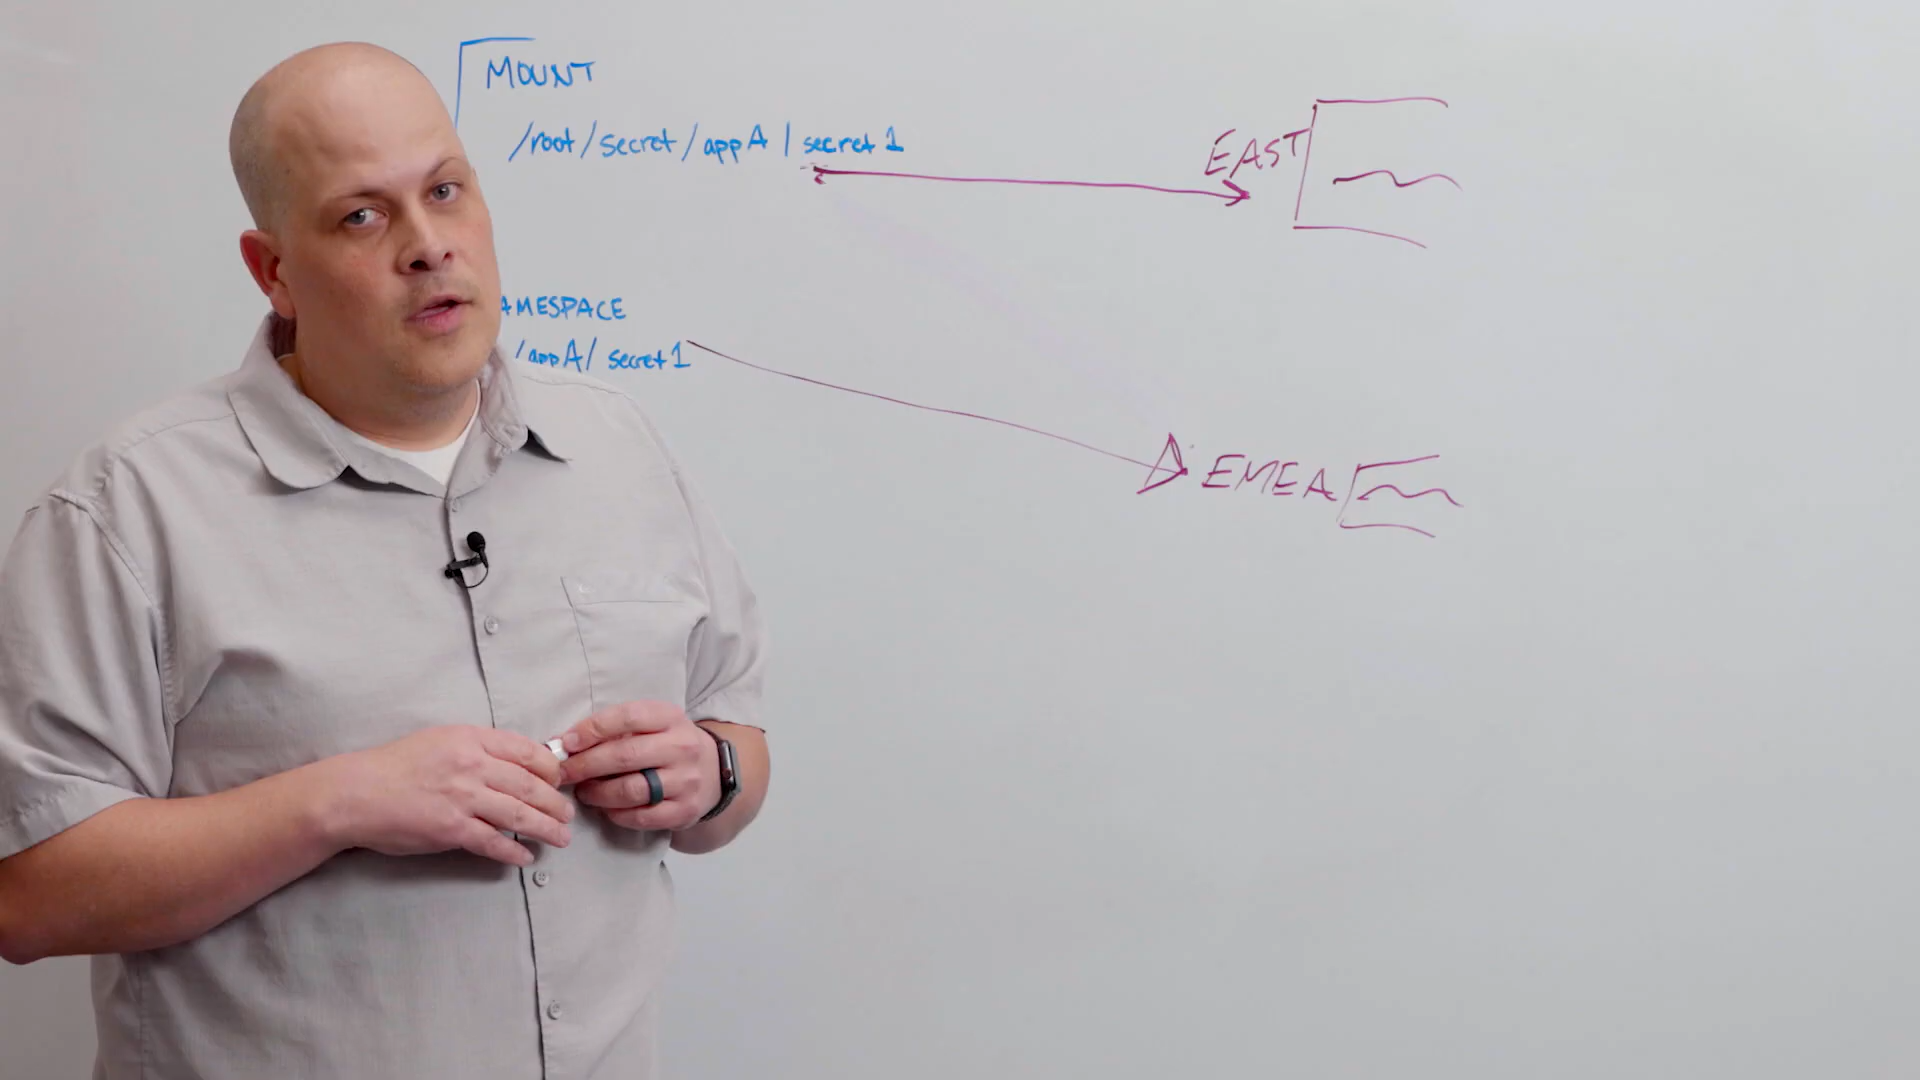 MOUNT
/root/secret/appA/secret1
EAST
AMESPACE
/appA/secret1
EMEA